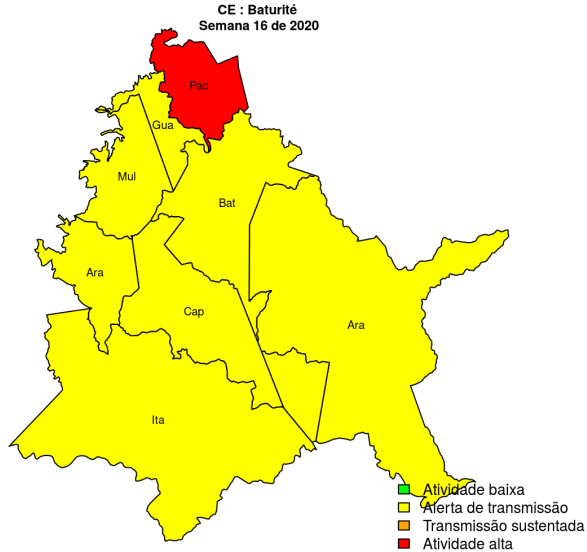 CE : Baturité
Semana 16 de 2020
Pac
Gua
Mul
Bat
Ara
Cap
Ara
Ita
Atividade baixa
Alerta de transmissão
Transmissão sustentada
Atividade alta